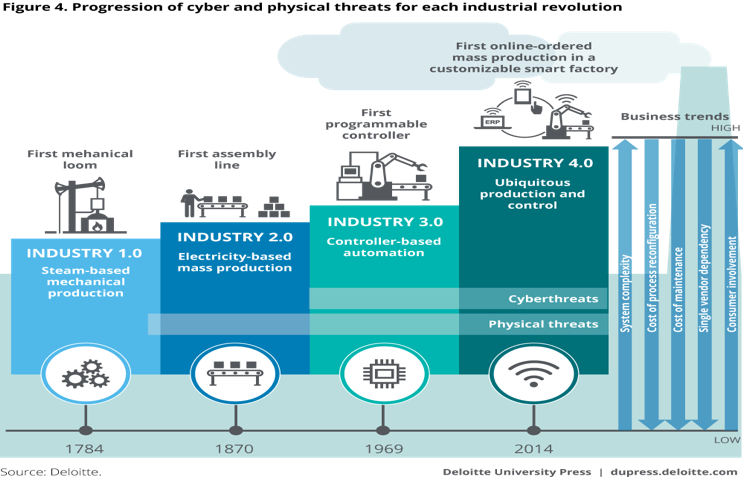 Figure 4. Progression of cyber and physical threats for each industrial revolution
First online-ordered
mass production in a
customizable smart factory
First
programmable
controller
Business trends
HIGH
First mehanical
loom
First assembly
line
ERP
INDUSTRY 4.0
Ubiquitous
production and
control
INDUSTRY 3.0
Controller-based
automation
INDUSTRY 2.0
Electricity-based
mass production
INDUSTRY 1.0
Steam-based
mechanical
production
Cyberthreats
Physical threats
System complexity
Cost of process reconfiguration
Cost of maintenance
Single vendor dependency
Consumer involvement
LOW
1784
1870
1969
2014
Source: Deloitte.
Deloitte University Press | dupress.deloitte.com